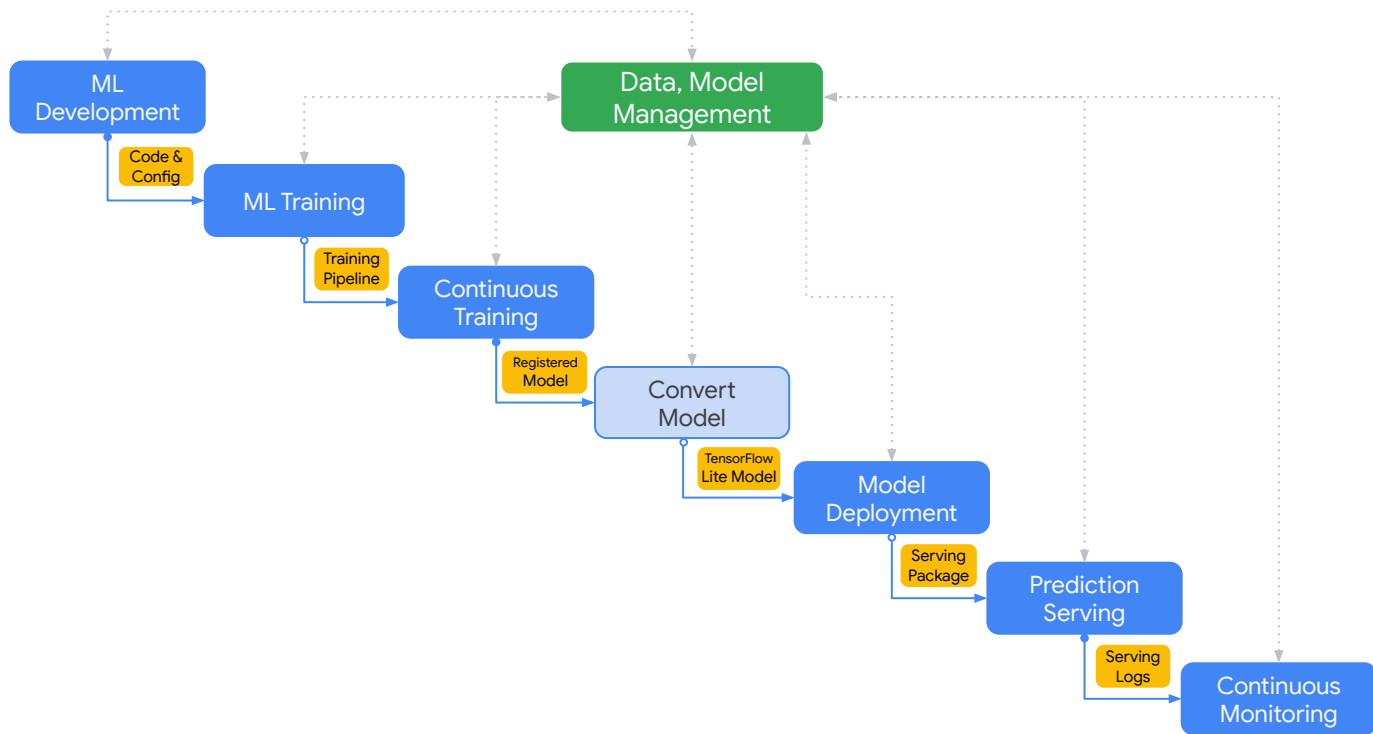 ML
Development
Data, Model
Management
Code &
Config
ML Training
Training
Pipeline
Continuous
Training
Registered
Model
Convert
Model
TensorFlow
Lite Model
Model
Deployment
Serving
Package
Prediction
Serving
Serving
Logs
Continuous
Monitoring